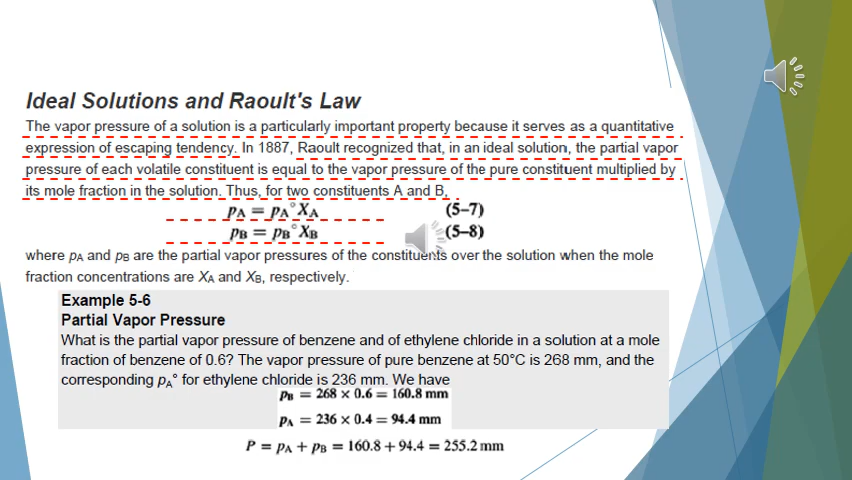 Ideal Solutions and Raoult's Law
The vapor pressure of a solution is a particularly important property because it serves as a quantitative
expression of escaping tendency. In 1887, Raoult recognized that, in an ideal solution, the partial vapor
pressure of each volatile constituent is equal to the vapor pressure of the pure constituent multiplied by
its mole fraction in the solution. Thus, for two constituents A and B,
pA = pA°XA (5–7)
pB = pB°XB (5–8)
where pA and pB are the partial vapor pressures of the constituents over the solution when the mole
fraction concentrations are XA and XB, respectively.
Example 5-6
Partial Vapor Pressure
What is the partial vapor pressure of benzene and of ethylene chloride in a solution at a mole
fraction of benzene of 0.6? The vapor pressure of pure benzene at 50°C is 268 mm, and the
corresponding pA° for ethylene chloride is 236 mm. We have
pB = 268 × 0.6 = 160.8 mm
pA = 236 × 0.4 = 94.4 mm
P = pA + pB = 160.8 + 94.4 = 255.2 mm